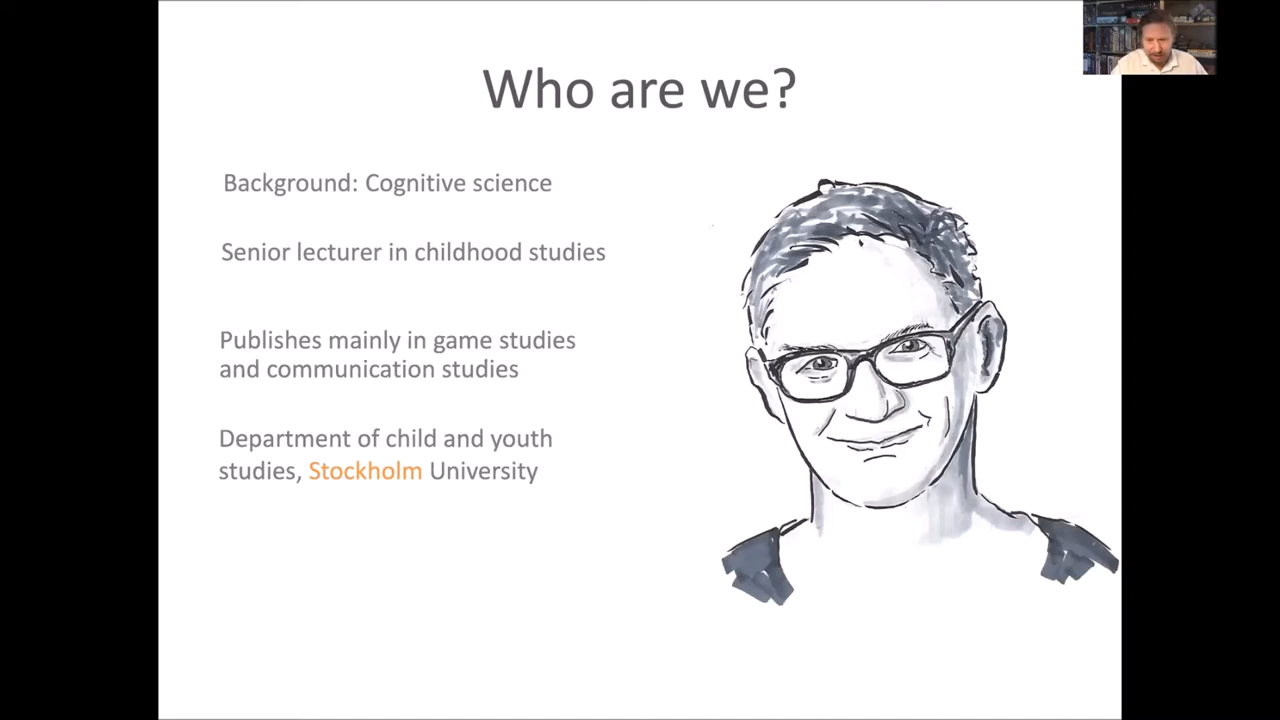 Who are we?
Background: Cognitive science
Senior lecturer in childhood studies
Publishes mainly in game studies
and communication studies
Department of child and youth
studies, Stockholm University